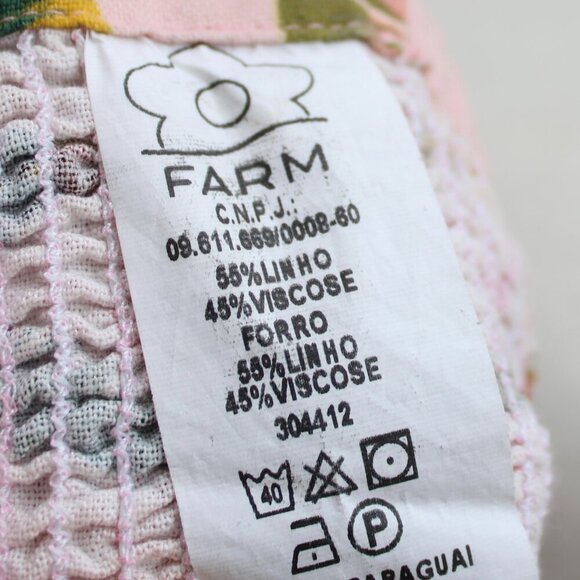 FARM
C.N.P.J.:
09.611.669/0008-60
55%LINHO
45%VISCOSE
FORRO
55%LINHO
45%VISCOSE
304412
40
P
PARAGUAI